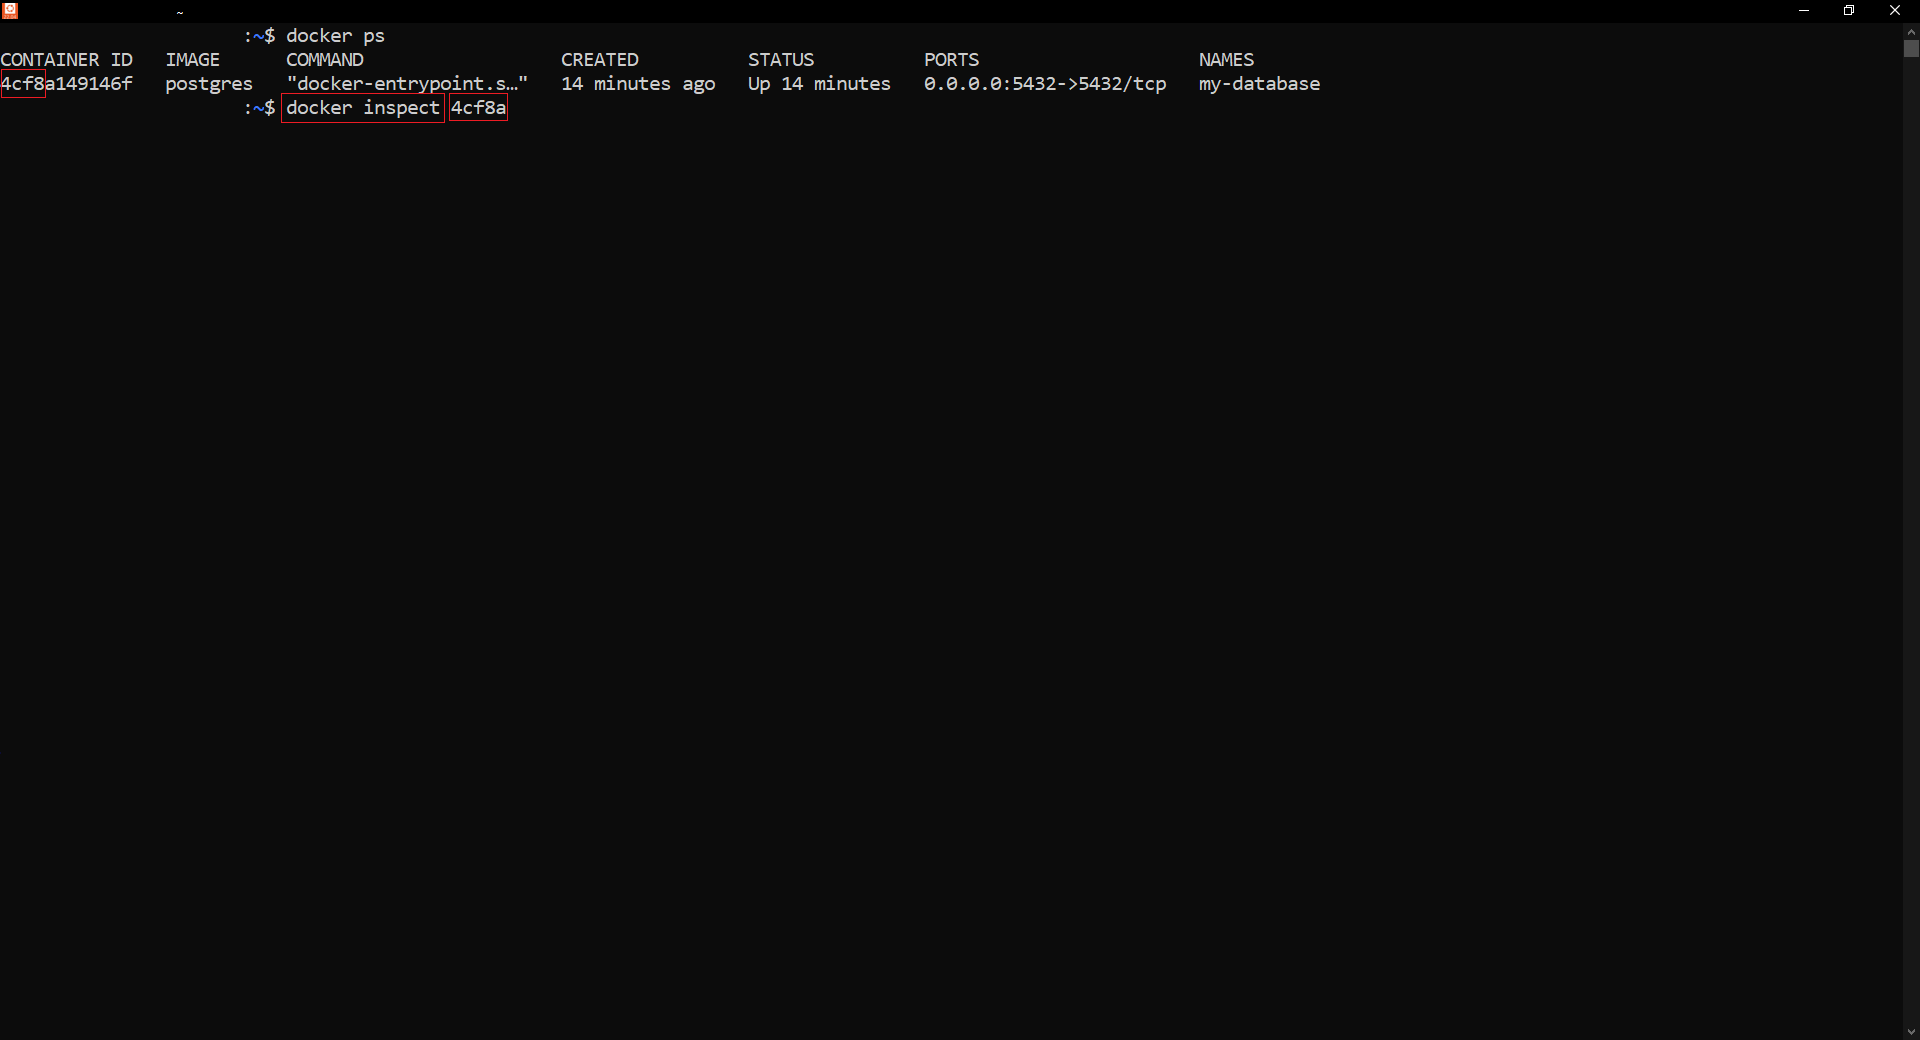 ~
:~$ docker ps
CONTAINER ID   IMAGE      COMMAND                  CREATED          STATUS          PORTS                    NAMES
4cf8a149146f   postgres   "docker-entrypoint.s…"   14 minutes ago   Up 14 minutes   0.0.0.0:5432->5432/tcp   my-database
:~$ docker inspect 4cf8a